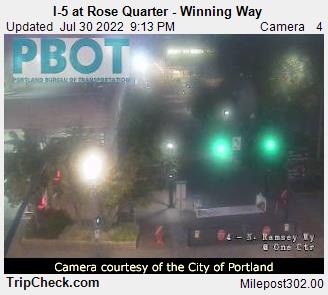 I-5 at Rose Quarter - Winning Way
Updated Jul 30 2022 9:13 PM Camera 4
PBOT
PORTLAND BUREAU OF TRANSPORTATION
4 - N. Ramsey Wy
@ One Ctr
Camera courtesy of the City of Portland
TripCheck.com Milepost302.00